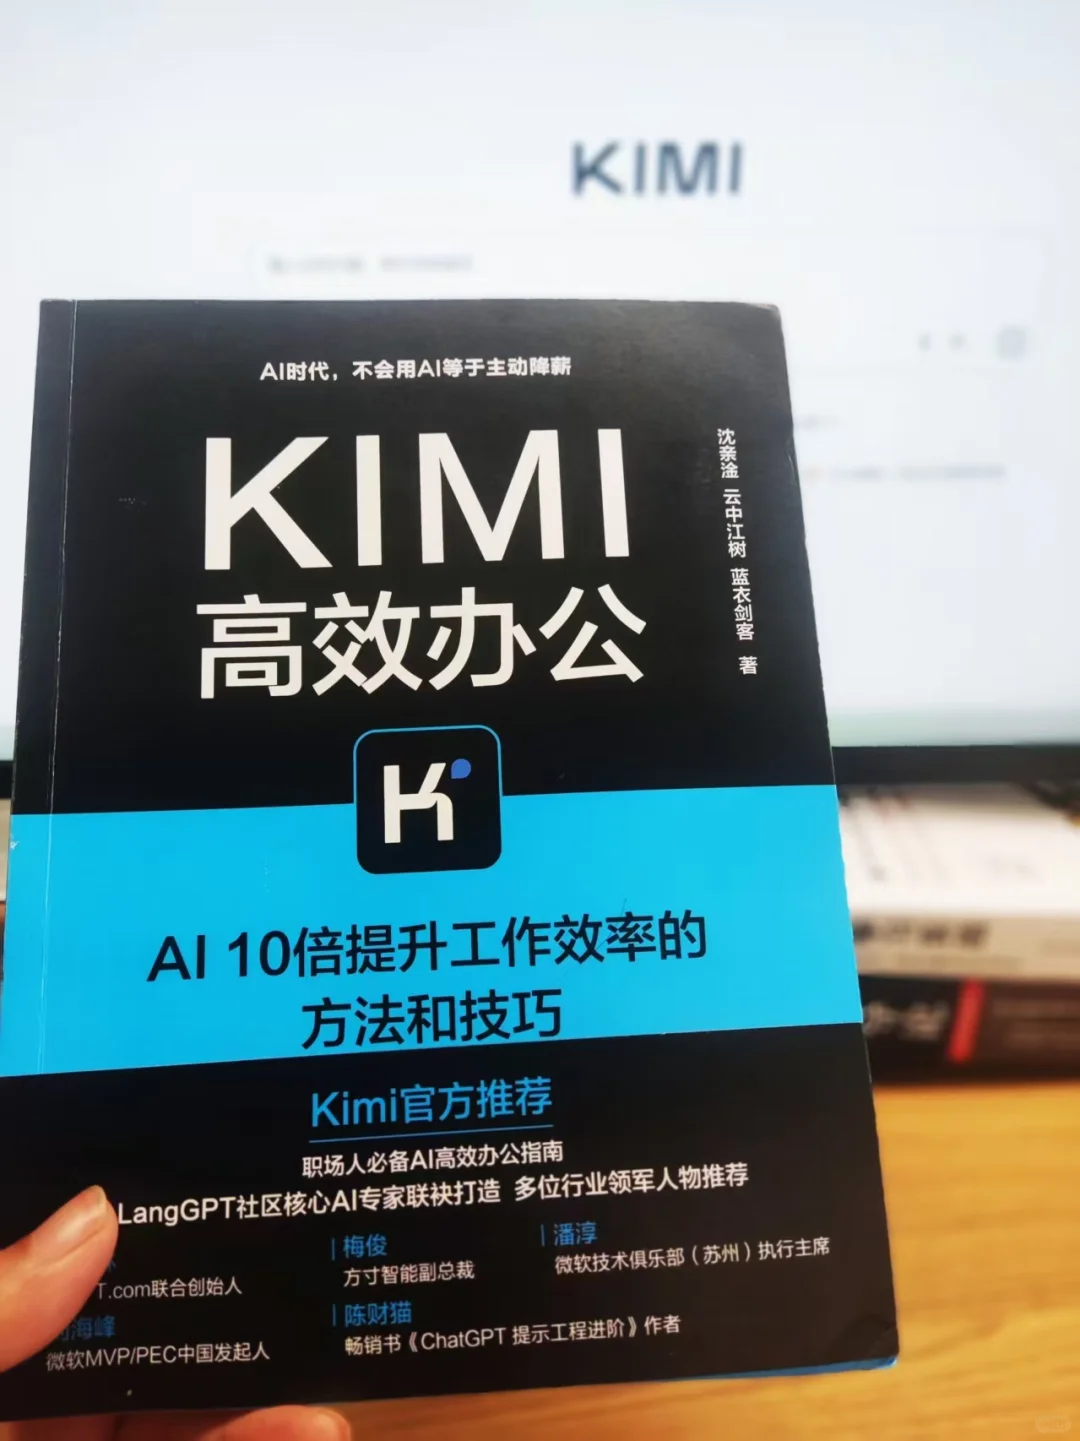 KIMI
AI时代，不会用AI等于主动降薪
KIMI
高效办公
沈亲淦 云中江树 蓝衣剑客 著
K
AI 10倍提升工作效率的
方法和技巧
Kimi官方推荐
职场人必备AI高效办公指南
LangGPT社区核心AI专家联袂打造 多位行业领军人物推荐
T.com联合创始人
梅俊
方寸智能副总裁
潘淳
微软技术俱乐部（苏州）执行主席
海峰
微软MVP/PEC中国发起人
陈财猫
畅销书《ChatGPT 提示工程进阶》作者